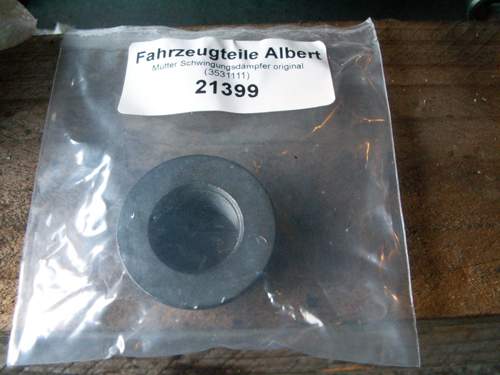 Fahrzeugteile Albert
Mutter Schwingungsdämpfer original
(3531111)
21399